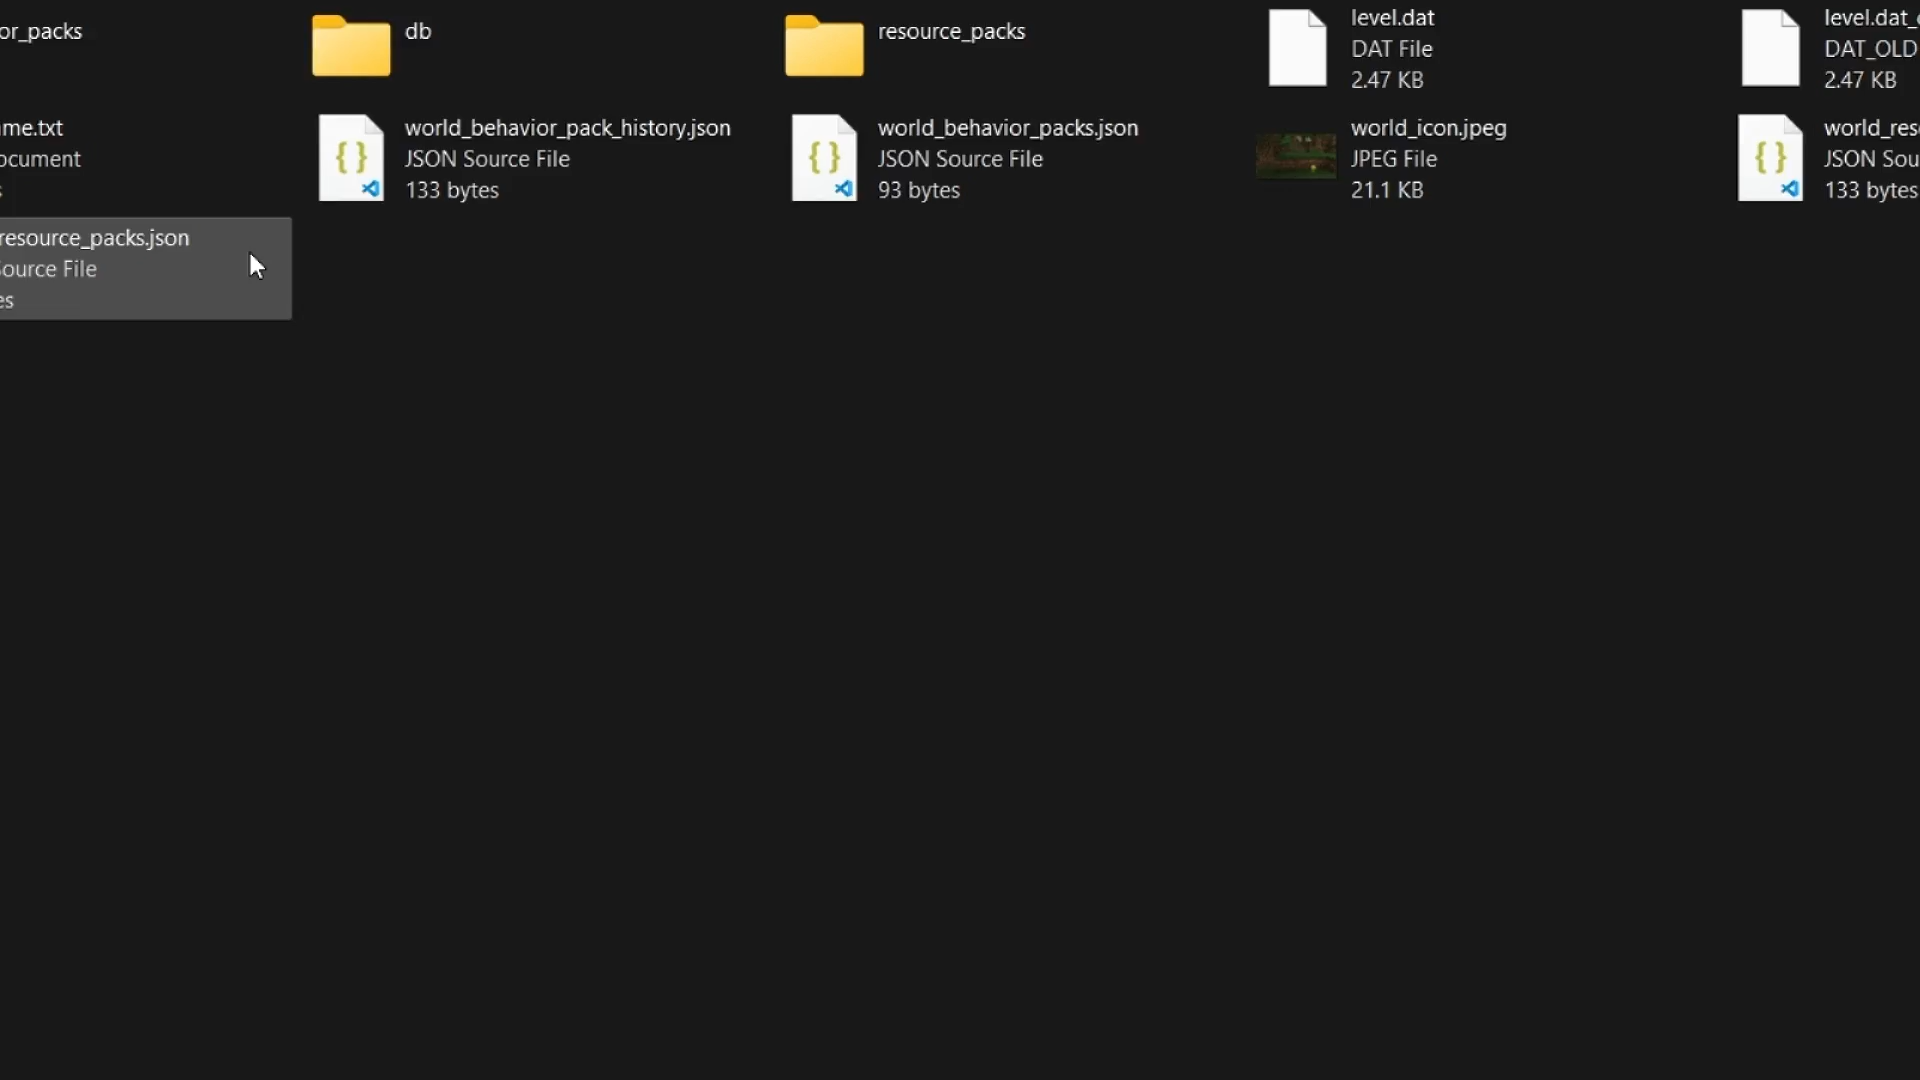 or_packs
db
resource_packs
level.dat
DAT File
2.47 KB
level.dat_
DAT_OLD
2.47 KB
me.txt
ocument
world_behavior_pack_history.json
JSON Source File
133 bytes
world_behavior_packs.json
JSON Source File
93 bytes
world_icon.jpeg
JPEG File
21.1 KB
world_res
JSON Sou
133 bytes
resource_packs.json
ource File
es